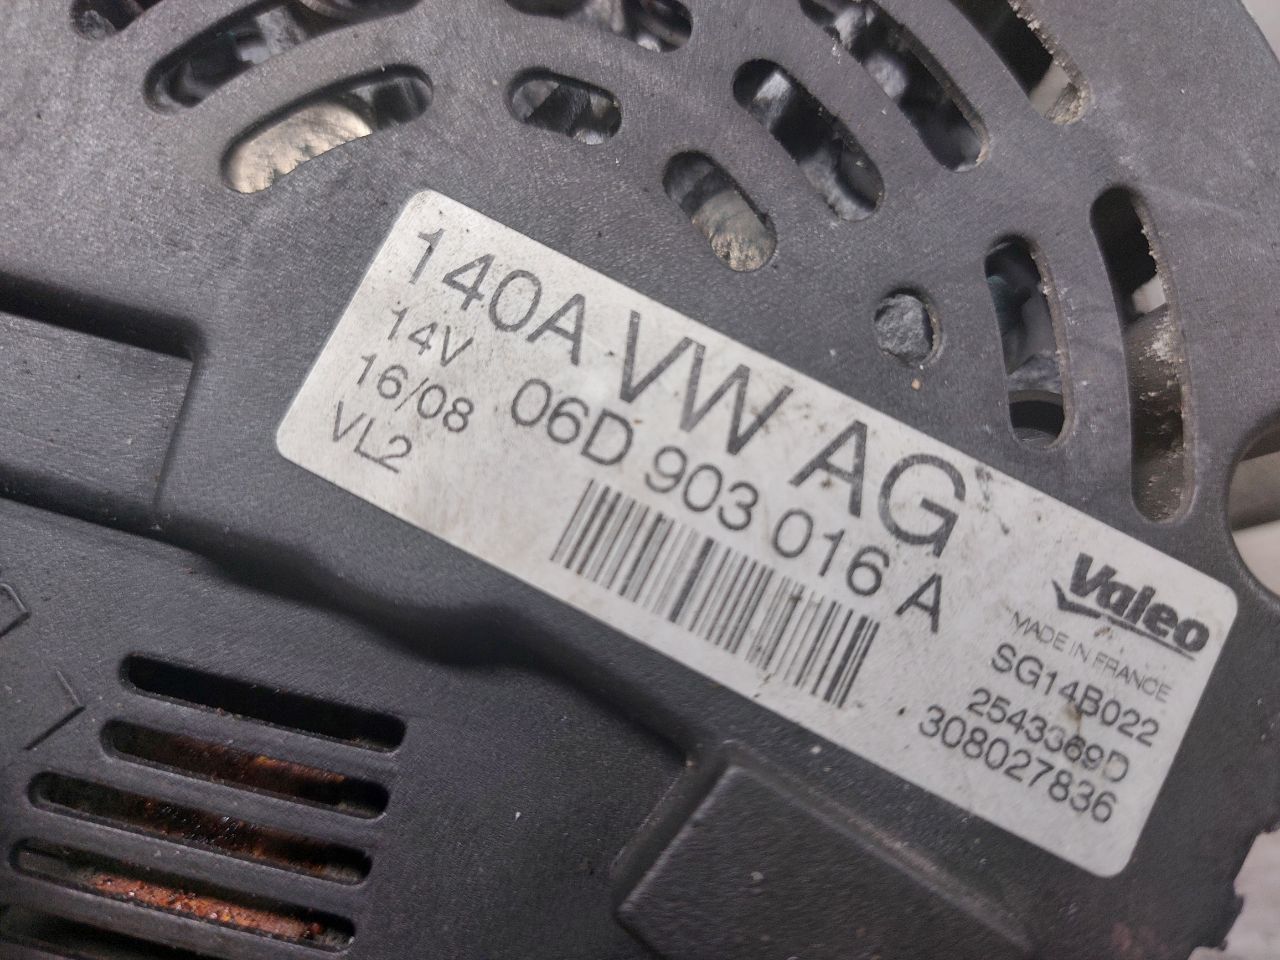 140A VW AG
14V 06D 903 016 A
16/08
VL2
Valeo
MADE IN FRANCE
SG14B022
2543369D
308027836